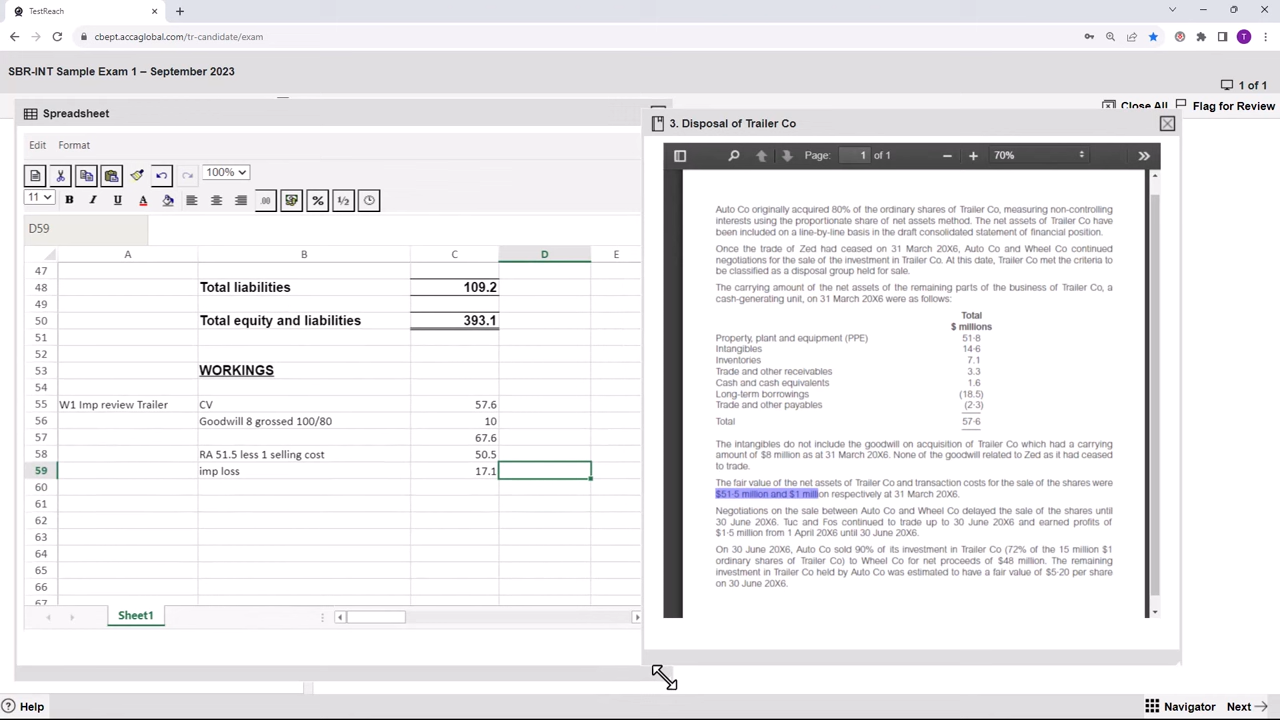 TestReach
cbept.accaglobal.com/tr-candidate/exam
T
SBR-INT Sample Exam 1 – September 2023
1 of 1
Close All
Flag for Review
Spreadsheet
Edit Format
100%
11 B I U A .00 % 1/2
D59
A B C D E
47
48 Total liabilities 109.2
49
50 Total equity and liabilities 393.1
51
52
53 WORKINGS
54
55 W1 Imp review Trailer CV 57.6
56 Goodwill 8 grossed 100/80 10
57 67.6
58 RA 51.5 less 1 selling cost 50.5
59 imp loss 17.1
60
61
62
63
64
65
66
67
Sheet1
3. Disposal of Trailer Co
Page: 1 of 1 70%
Auto Co originally acquired 80% of the ordinary shares of Trailer Co, measuring non-controlling
interests using the proportionate share of net assets method. The net assets of Trailer Co have
been included on a line-by-line basis in the draft consolidated statement of financial position.
Once the trade of Zed had ceased on 31 March 20X6, Auto Co and Wheel Co continued
negotiations for the sale of the investment in Trailer Co. At this date, Trailer Co met the criteria to
be classified as a disposal group held for sale.
The carrying amount of the net assets of the remaining parts of the business of Trailer Co, a
cash-generating unit, on 31 March 20X6 were as follows:
Total
$ millions
Property, plant and equipment (PPE) 51·8
Intangibles 14·6
Inventories 7.1
Trade and other receivables 3.3
Cash and cash equivalents 1.6
Long-term borrowings (18.5)
Trade and other payables (2·3)
Total 57·6
The intangibles do not include the goodwill on acquisition of Trailer Co which had a carrying
amount of $8 million as at 31 March 20X6. None of the goodwill related to Zed as it had ceased
to trade.
The fair value of the net assets of Trailer Co and transaction costs for the sale of the shares were
$51·5 million and $1 million respectively at 31 March 20X6.
Negotiations on the sale between Auto Co and Wheel Co delayed the sale of the shares until
30 June 20X6. Tuc and Fos continued to trade up to 30 June 20X6 and earned profits of
$1·5 million from 1 April 20X6 until 30 June 20X6.
On 30 June 20X6, Auto Co sold 90% of its investment in Trailer Co (72% of the 15 million $1
ordinary shares of Trailer Co) to Wheel Co for net proceeds of $48 million. The remaining
investment in Trailer Co held by Auto Co was estimated to have a fair value of $5·20 per share
on 30 June 20X6.
Help
Navigator
Next